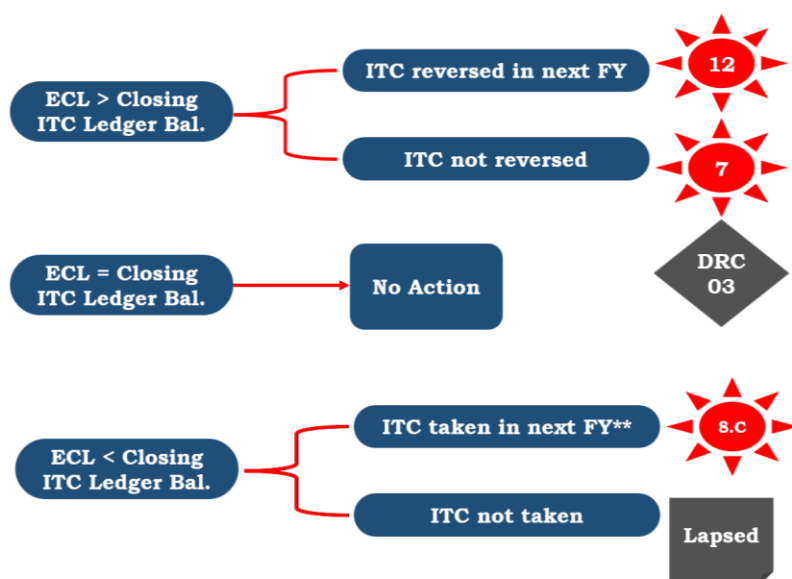 ECL > Closing
ITC Ledger Bal.
ITC reversed in next FY
12
ITC not reversed
7
ECL = Closing
ITC Ledger Bal.
No Action
DRC
03
ECL < Closing
ITC Ledger Bal.
ITC taken in next FY**
8.C
ITC not taken
Lapsed